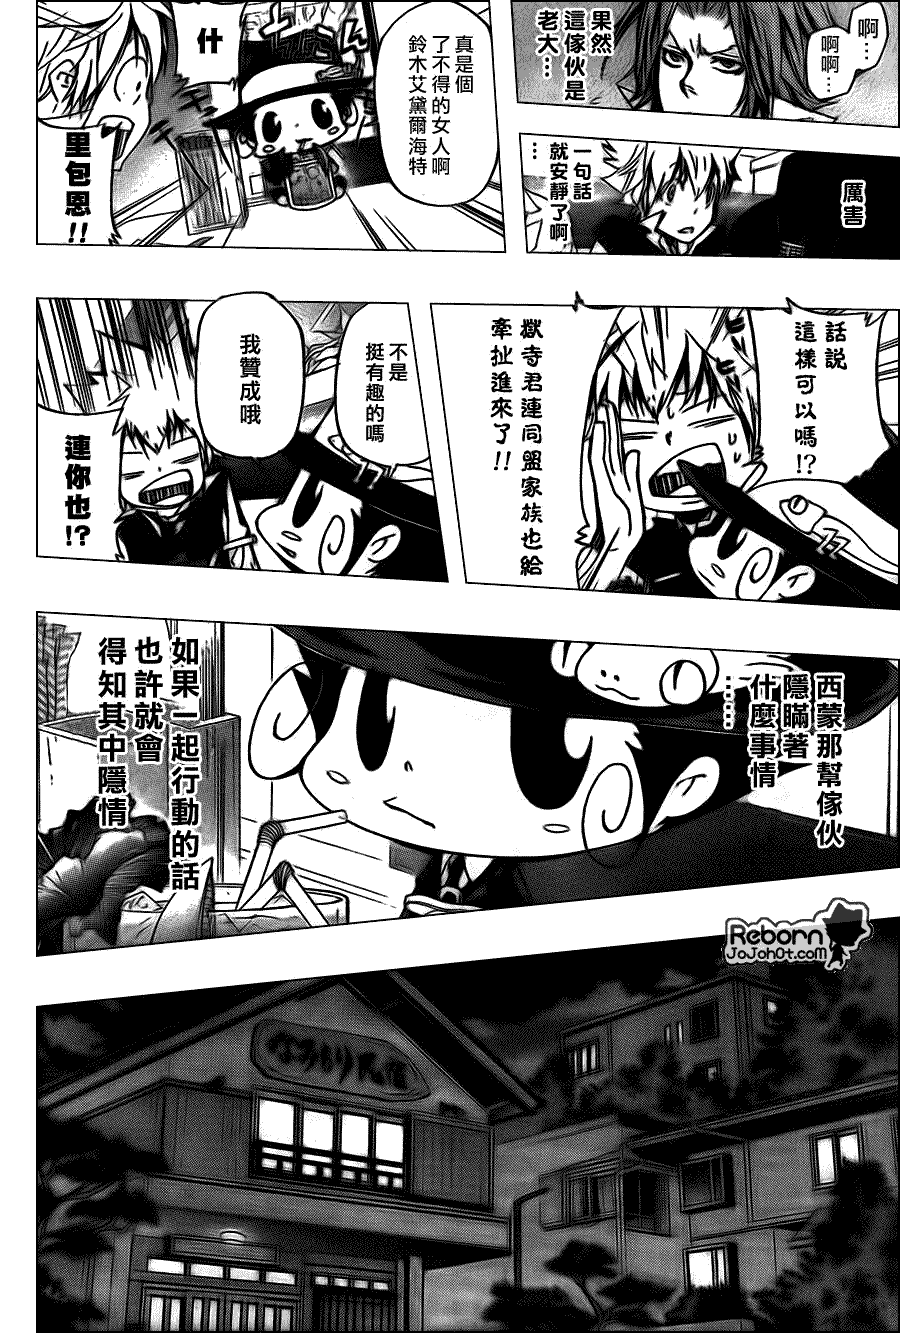 啊…
啊啊…
果然
這傢伙是
老大…
厲害
一句話
就安靜了啊
…
真是個
了不得的女人啊
鈴木艾黛爾海特
什
里包恩!!
話說
這樣可以嗎!?
獄寺君連同盟家族也給
牽扯進來了!!
不是
挺有趣的嗎
我贊成哦
連你也!?
西蒙那幫傢伙
隱瞞著
什麼事情
……
如果一起行動的話
也許就會
得知其中隱情
Reborn
JoJoHOt.com